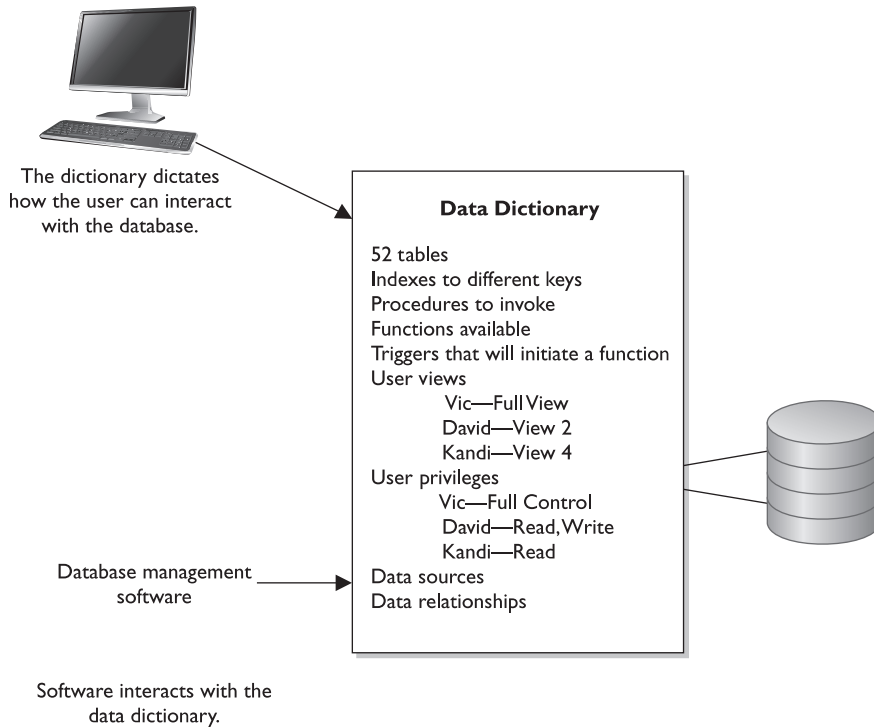 The dictionary dictates
how the user can interact
with the database.
Data Dictionary
52 tables
Indexes to different keys
Procedures to invoke
Functions available
Triggers that will initiate a function
User views
Vic—Full View
David—View 2
Kandi—View 4
User privileges
Vic—Full Control
David—Read, Write
Kandi—Read
Data sources
Data relationships
Database management
software
Software interacts with the
data dictionary.